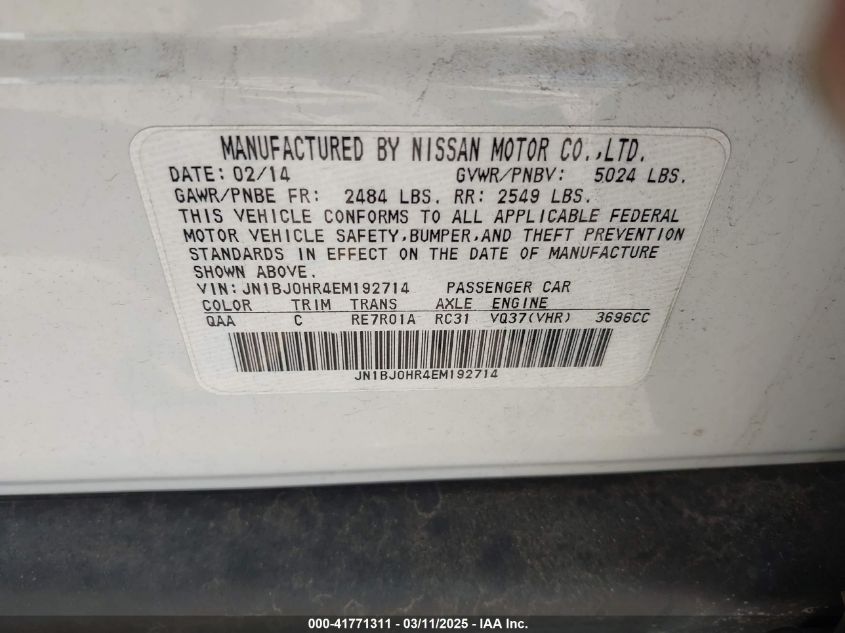 MANUFACTURED BY NISSAN MOTOR CO.,LTD.
DATE: 02/14 GVWR/PNBV: 5024 LBS.
GAWR/PNBE FR: 2484 LBS. RR: 2549 LBS.
THIS VEHICLE CONFORMS TO ALL APPLICABLE FEDERAL
MOTOR VEHICLE SAFETY,BUMPER,AND THEFT PREVENTION
STANDARDS IN EFFECT ON THE DATE OF MANUFACTURE
SHOWN ABOVE.
VIN: JN1BJ0HR4EM192714 PASSENGER CAR
COLOR TRIM TRANS AXLE ENGINE
QAA C RE7R01A RC31 VQ37(VHR) 3696CC
JN1BJ0HR4EM192714
000-41771311 - 03/11/2025 - IAA Inc.